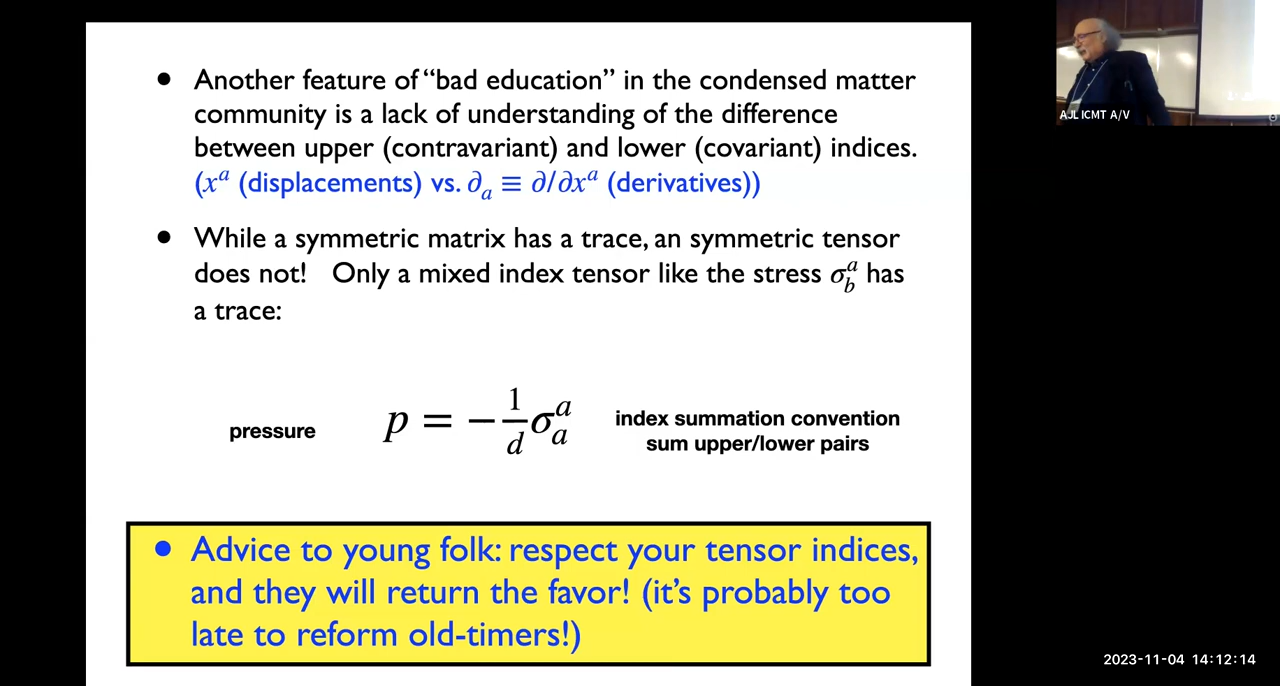 • Another feature of “bad education” in the condensed matter
community is a lack of understanding of the difference
between upper (contravariant) and lower (covariant) indices.
(xᵃ (displacements) vs. ∂ₐ ≡ ∂/∂xᵃ (derivatives))
• While a symmetric matrix has a trace, an symmetric tensor
does not! Only a mixed index tensor like the stress σ^a_b has
a trace:
pressure p = −(1/d) σ^a_a index summation convention
sum upper/lower pairs
• Advice to young folk: respect your tensor indices,
and they will return the favor! (it’s probably too
late to reform old-timers!)
AJL ICMT A/V
2023-11-04 14:12:14